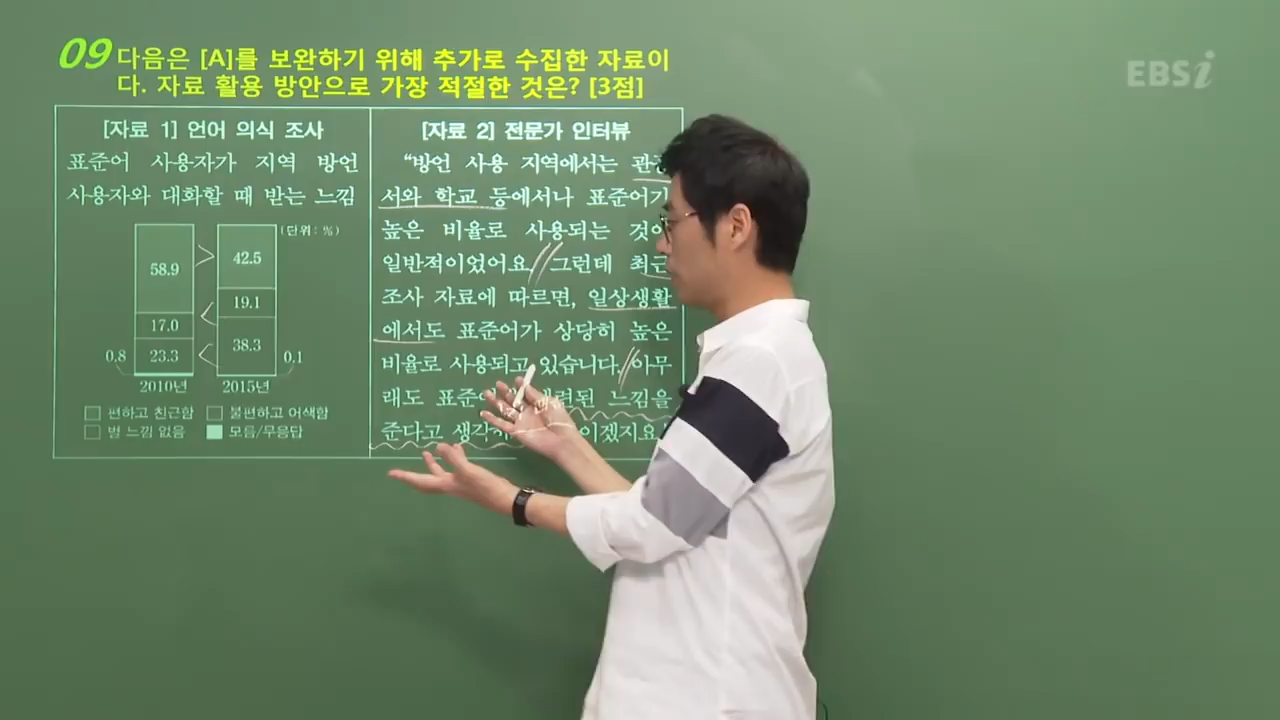 09 다음은 [A]를 보완하기 위해 추가로 수집한 자료이
다. 자료 활용 방안으로 가장 적절한 것은? [3점]
EBSi
[자료 1] 언어 의식 조사
표준어 사용자가 지역 방언
사용자와 대화할 때 받는 느낌
(단위 : %)
58.9
42.5
17.0
19.1
0.8
23.3
38.3
0.1
2010년
2015년
편하고 친근함
불편하고 어색함
별 느낌 없음
모름/무응답
[자료 2] 전문가 인터뷰
“방언 사용 지역에서는
서와 학교 등에서나 표준어가
높은 비율로 사용되는
일반적이었어요. 그런데 최근
조사 자료에 따르면, 일상생활
에서도 표준어가 상당히 높은
비율로 사용되고 있습니다. 아무
래도 느낌을
준다고